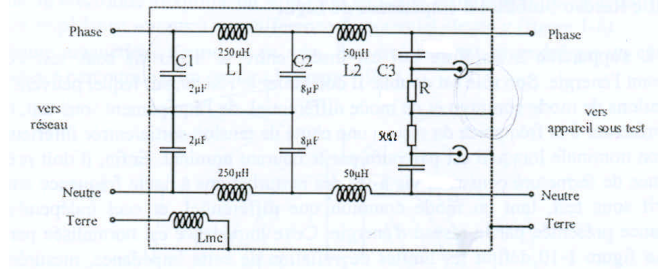 Phase
250μH
50μH
Phase
C1
L1
C2
L2
C3
2μF
8μF
R
vers
réseau
vers
appareil sous test
2μF
8μF
5kΩ
250μH
50μH
Neutre
Neutre
Terre
Lmc
Terre